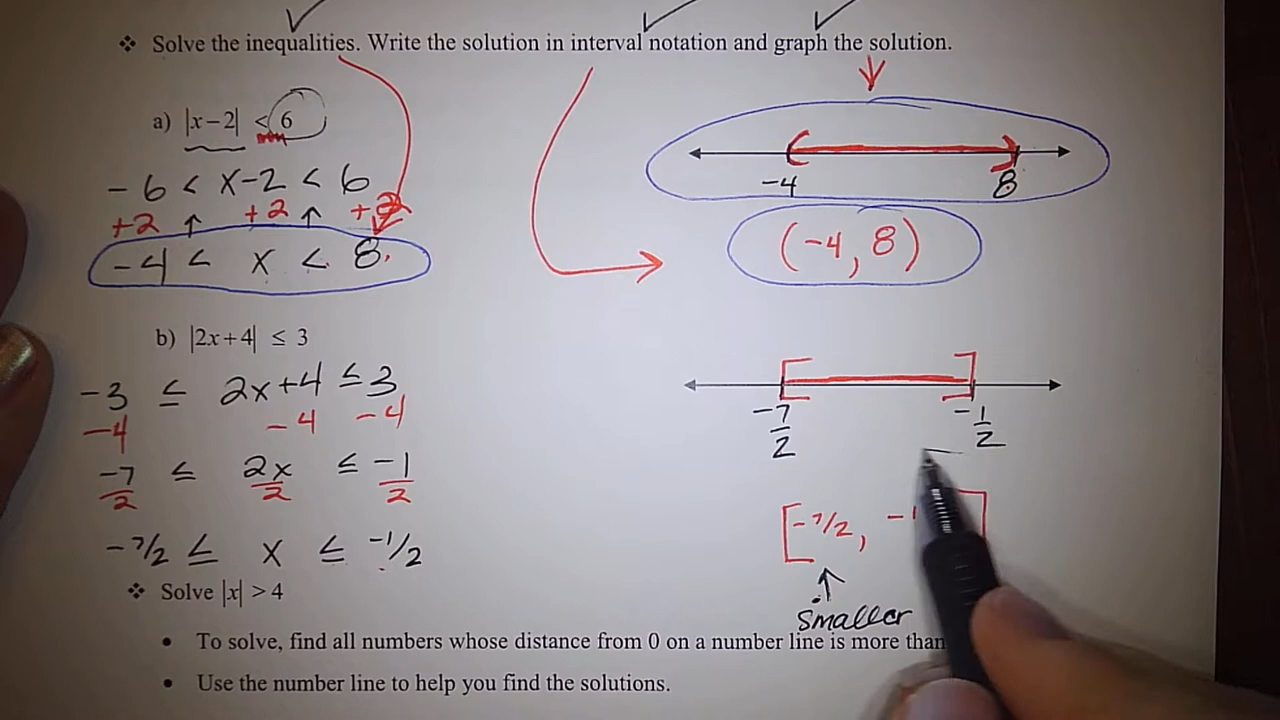 ❖ Solve the inequalities. Write the solution in interval notation and graph the solution.
a) |x−2| < 6
-6 < x-2 < 6
+2 +2 +2
-4 < x < 8
-4 8
(-4, 8)
b) |2x+4| ≤ 3
-3 ≤ 2x+4 ≤ 3
-4 -4 -4
-7/2 ≤ 2x/2 ≤ -1/2
-7/2 ≤ x ≤ -1/2
-7/2 -1/2
[-7/2, -1 ]
smaller
❖ Solve |x| > 4
• To solve, find all numbers whose distance from 0 on a number line is more than
• Use the number line to help you find the solutions.